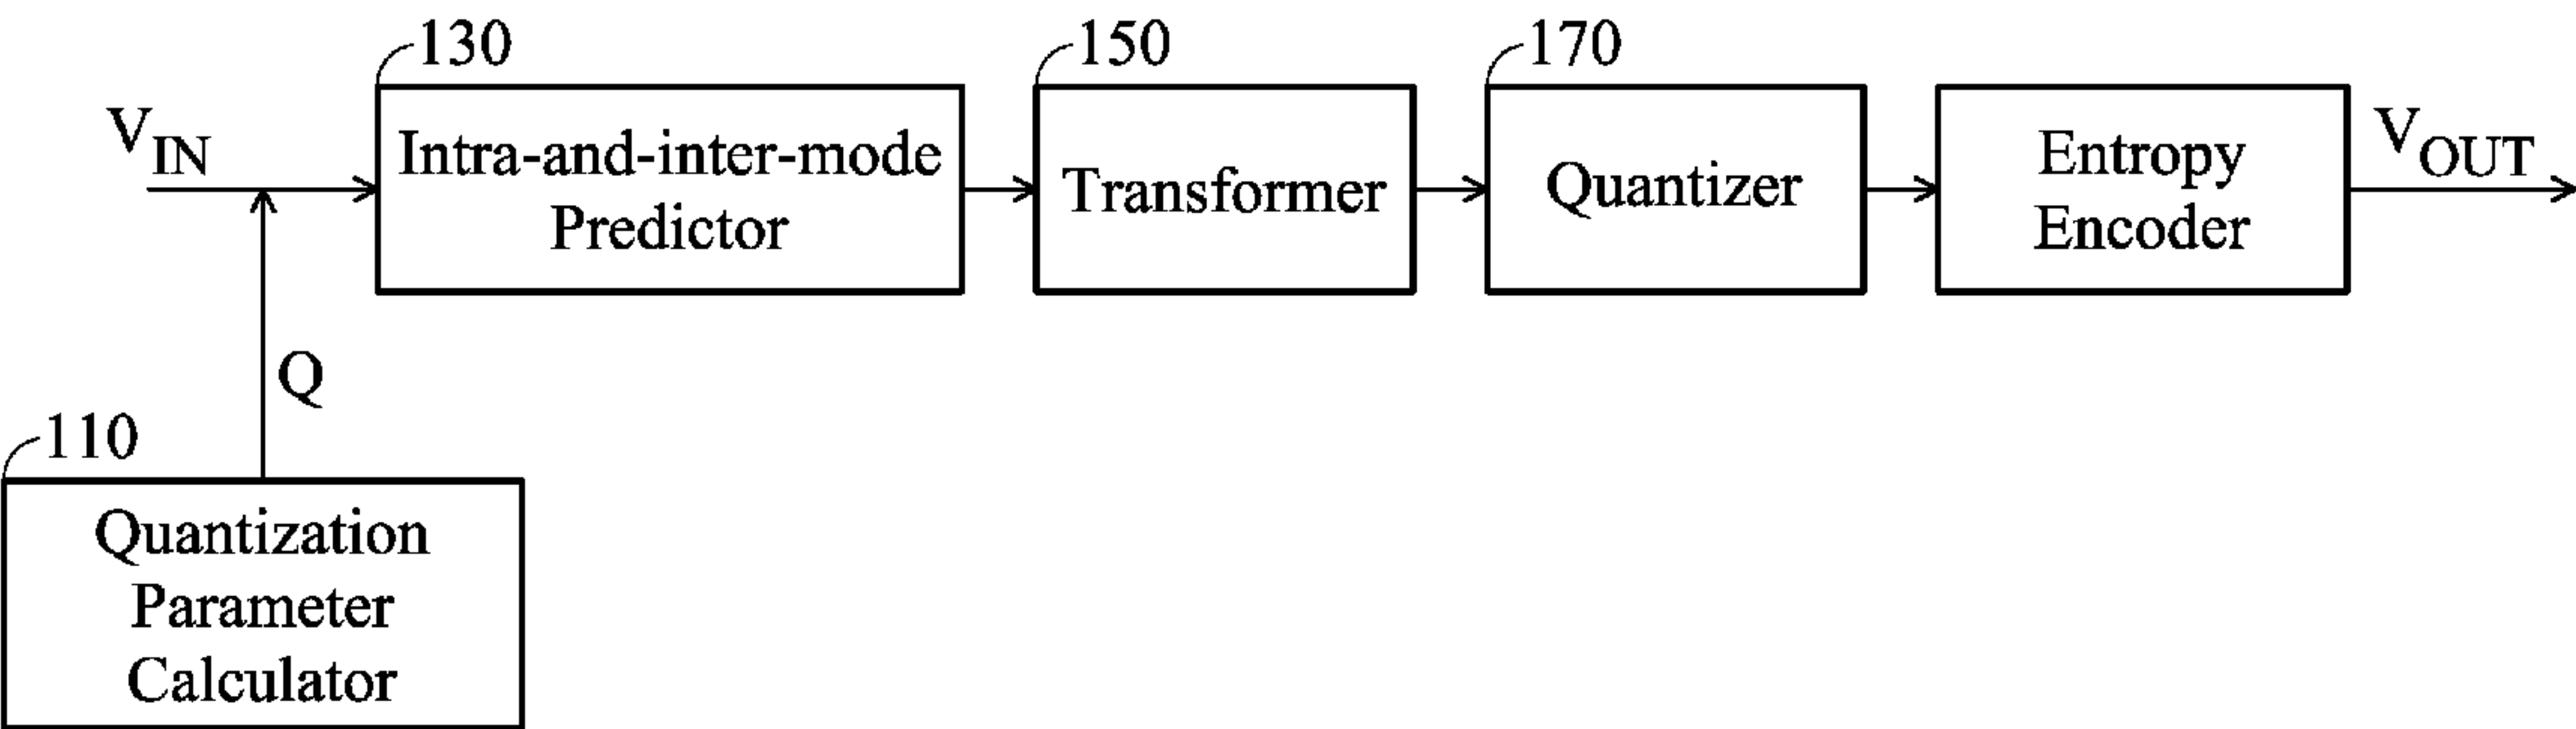 130
150
170
V_IN
Intra-and-inter-mode
Predictor
Transformer
Quantizer
Entropy
Encoder
V_OUT
Q
110
Quantization
Parameter
Calculator